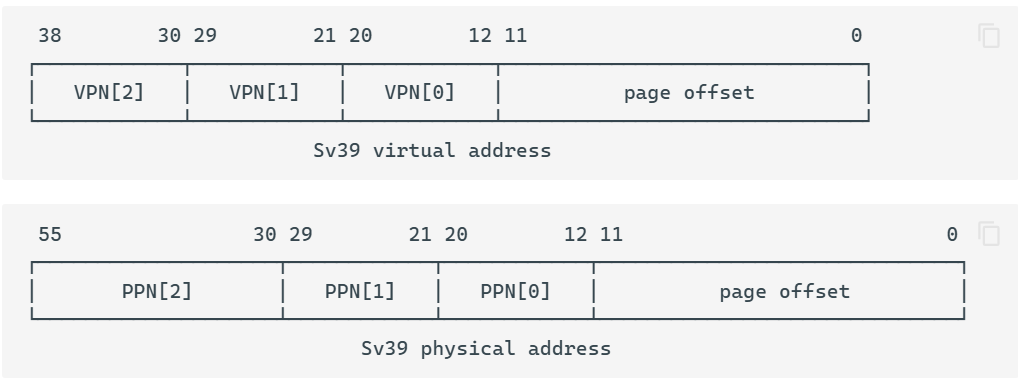 38 30 29 21 20 12 11 0
VPN[2] VPN[1] VPN[0] page offset
Sv39 virtual address
55 30 29 21 20 12 11 0
PPN[2] PPN[1] PPN[0] page offset
Sv39 physical address